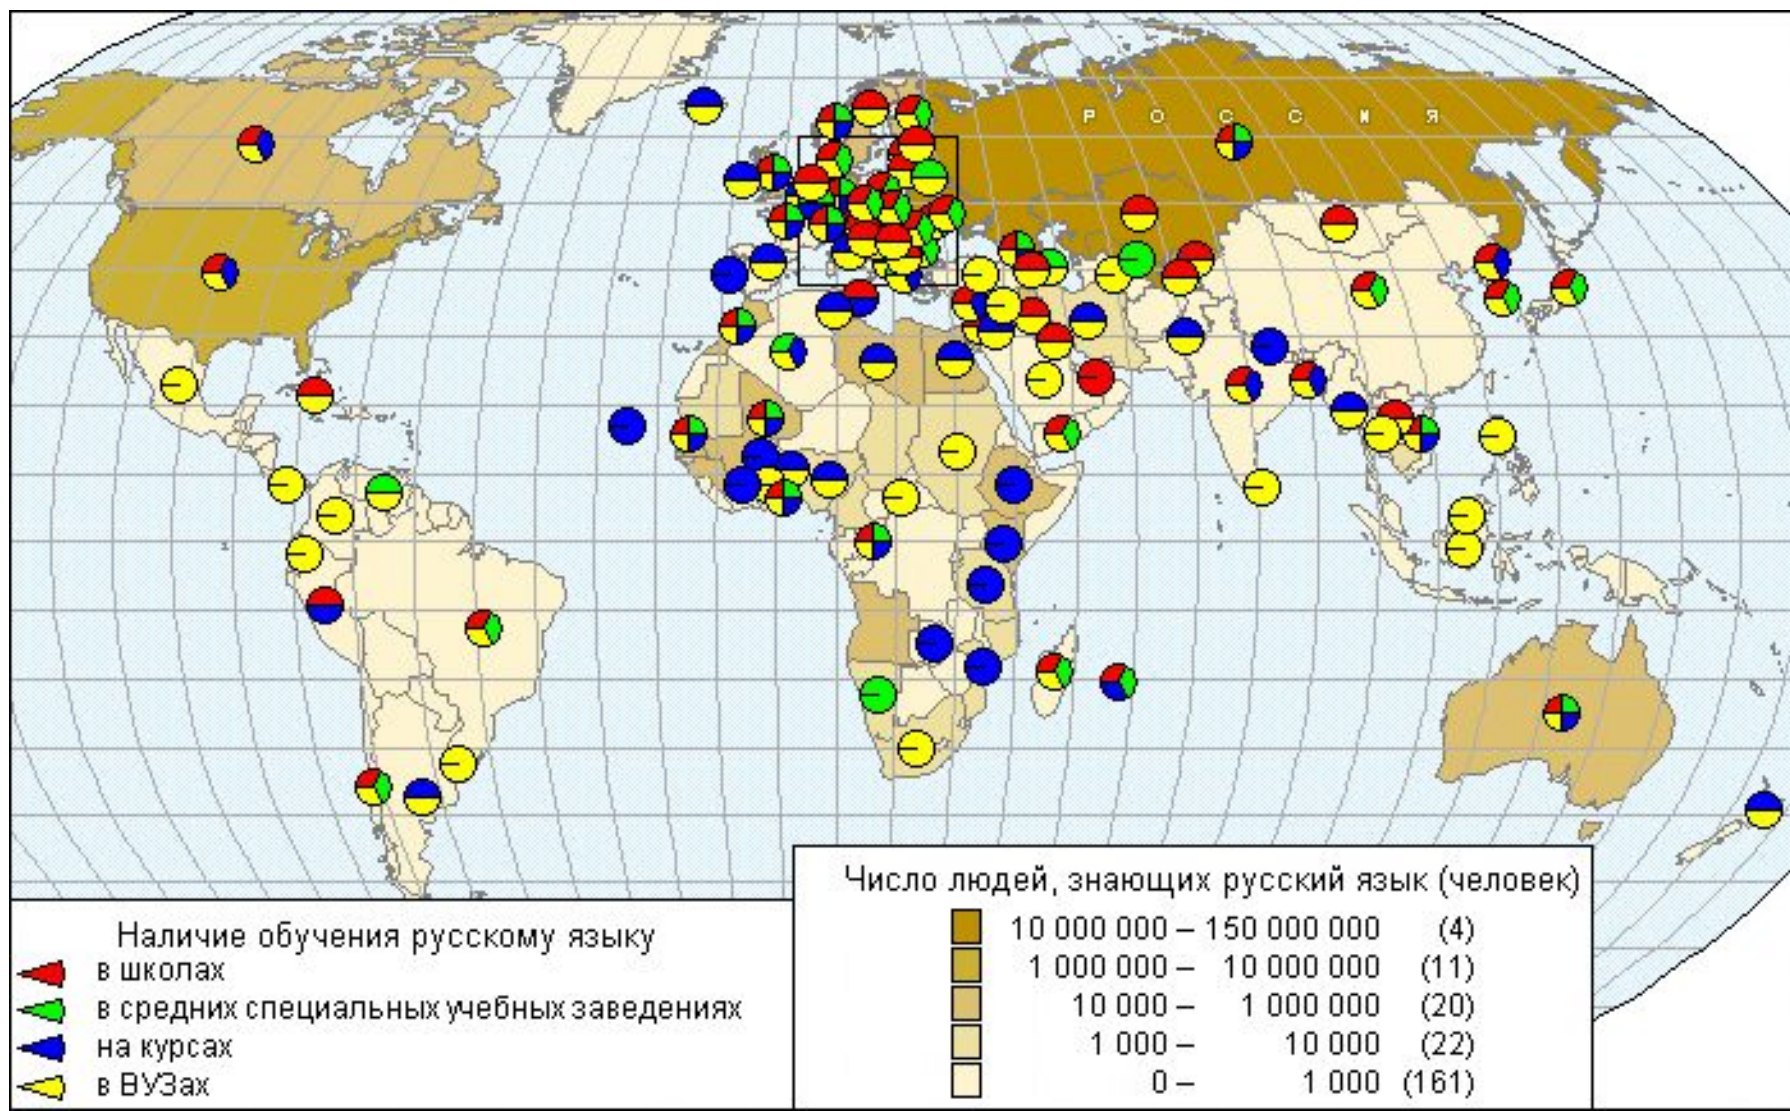 Р О С С И Я
Число людей, знающих русский язык (человек)
10 000 000 – 150 000 000 (4)
1 000 000 – 10 000 000 (11)
10 000 – 1 000 000 (20)
1 000 – 10 000 (22)
0 – 1 000 (161)
Наличие обучения русскому языку
в школах
в средних специальных учебных заведениях
на курсах
в ВУЗах